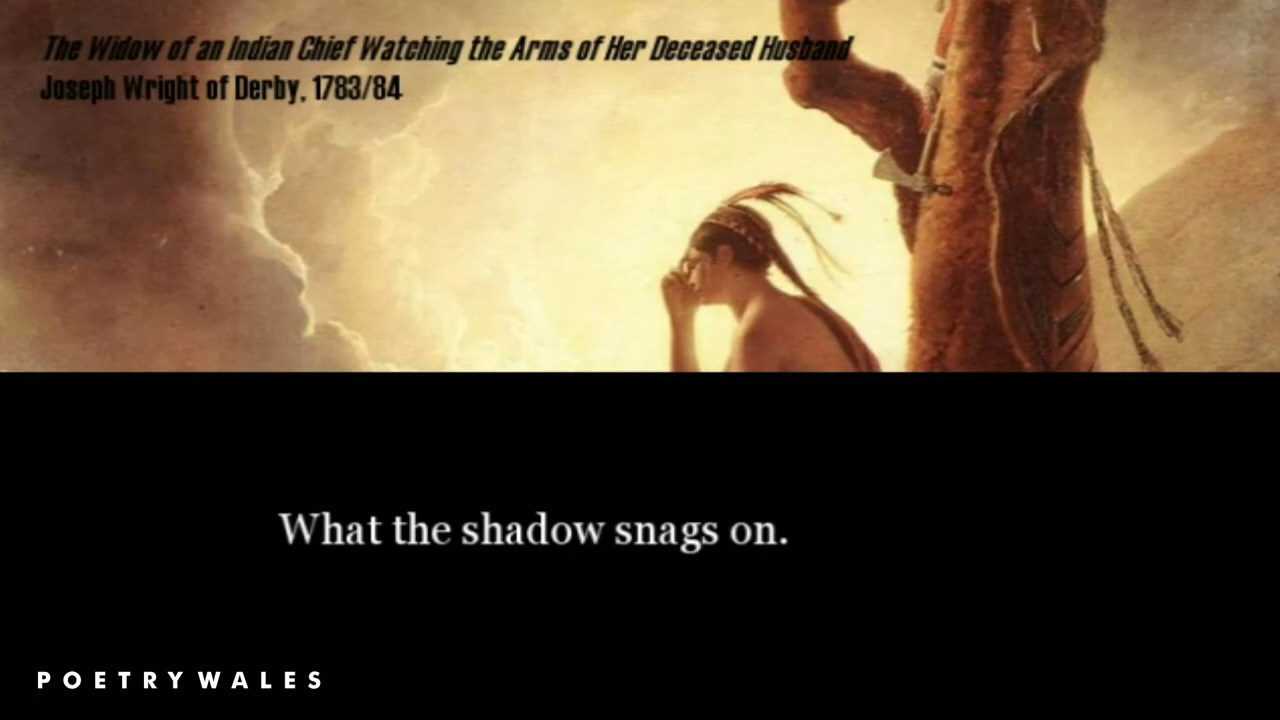 The Widow of an Indian Chief Watching the Arms of Her Deceased Husband
Joseph Wright of Derby, 1783/84
What the shadow snags on.
POETRY WALES